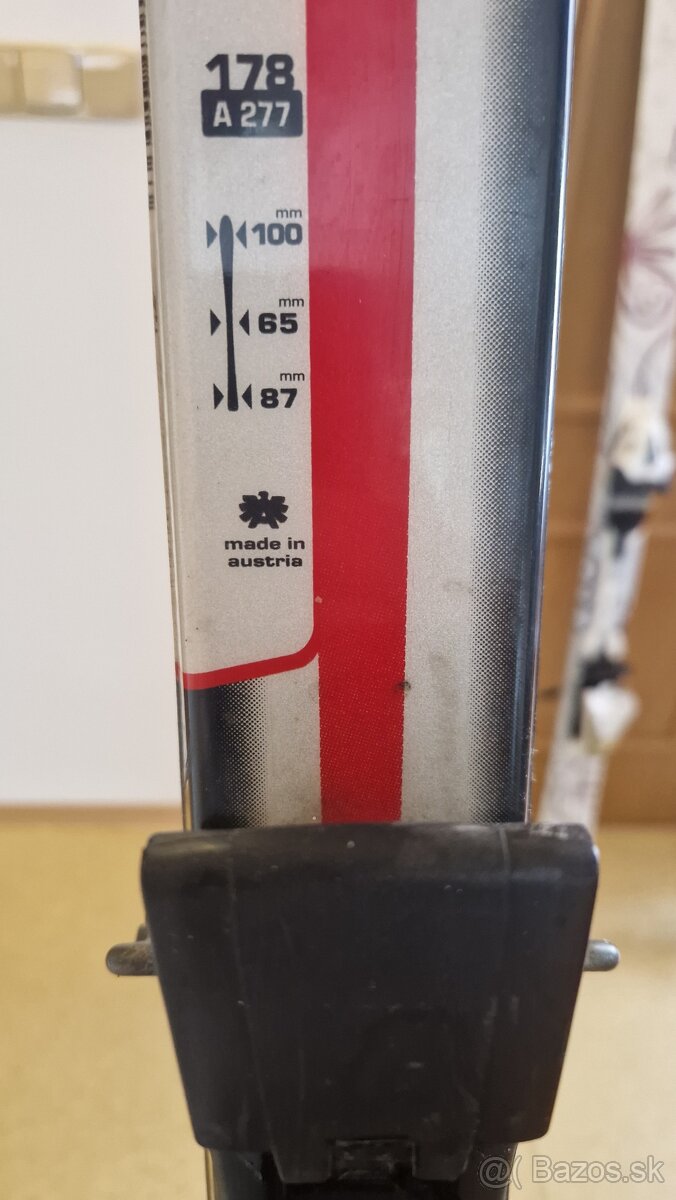 178
A 277
mm
100
mm
65
mm
87
made in
austria
@( Bazos.sk